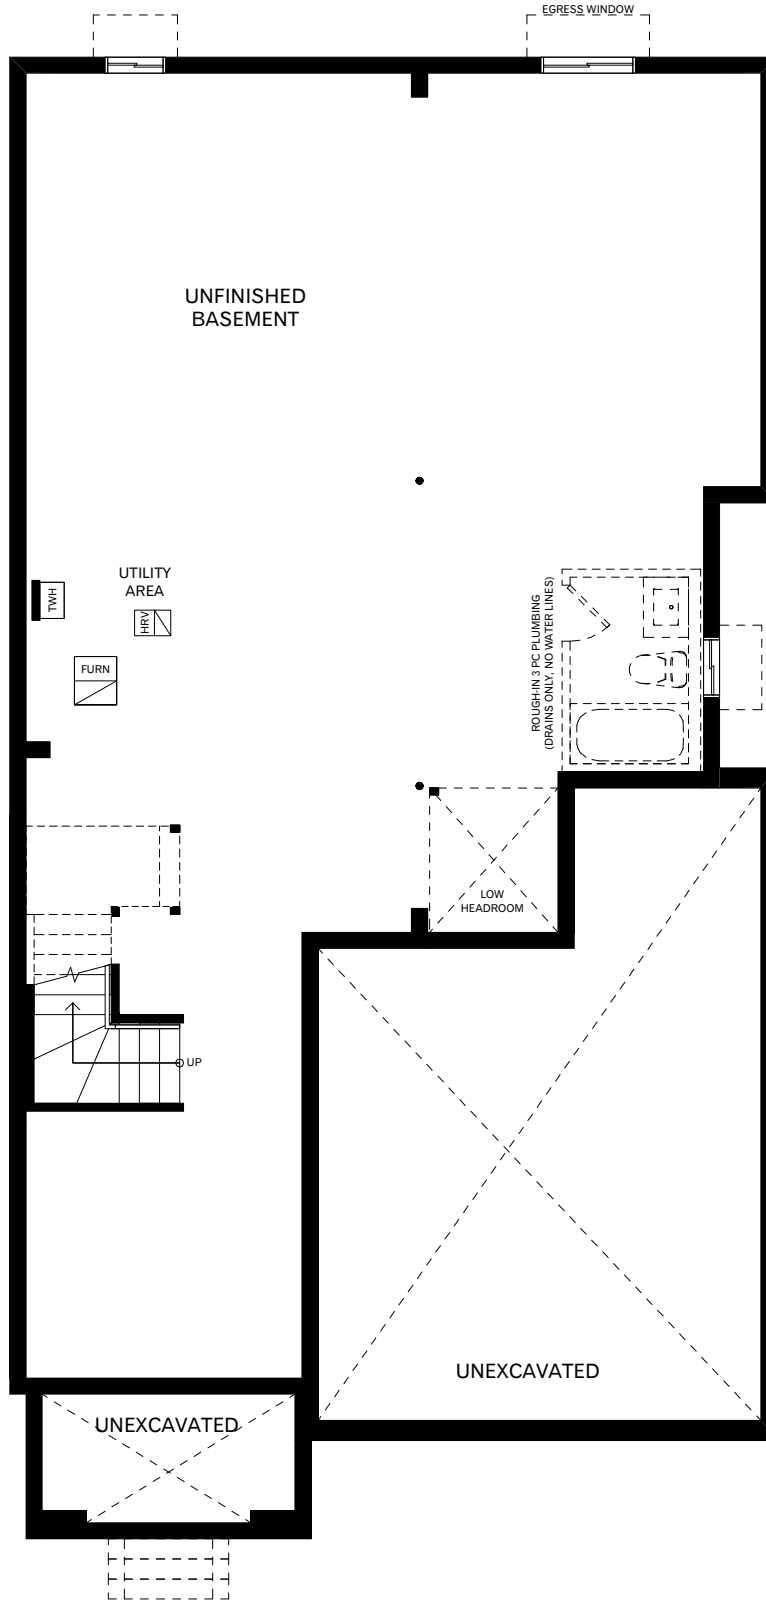 EGRESS WINDOW
UNFINISHED
BASEMENT
UTILITY
AREA
TWH
HRV
FURN
ROUGH-IN 3 PC PLUMBING
(DRAINS ONLY, NO WATER LINES)
LOW
HEADROOM
UP
UNEXCAVATED
UNEXCAVATED